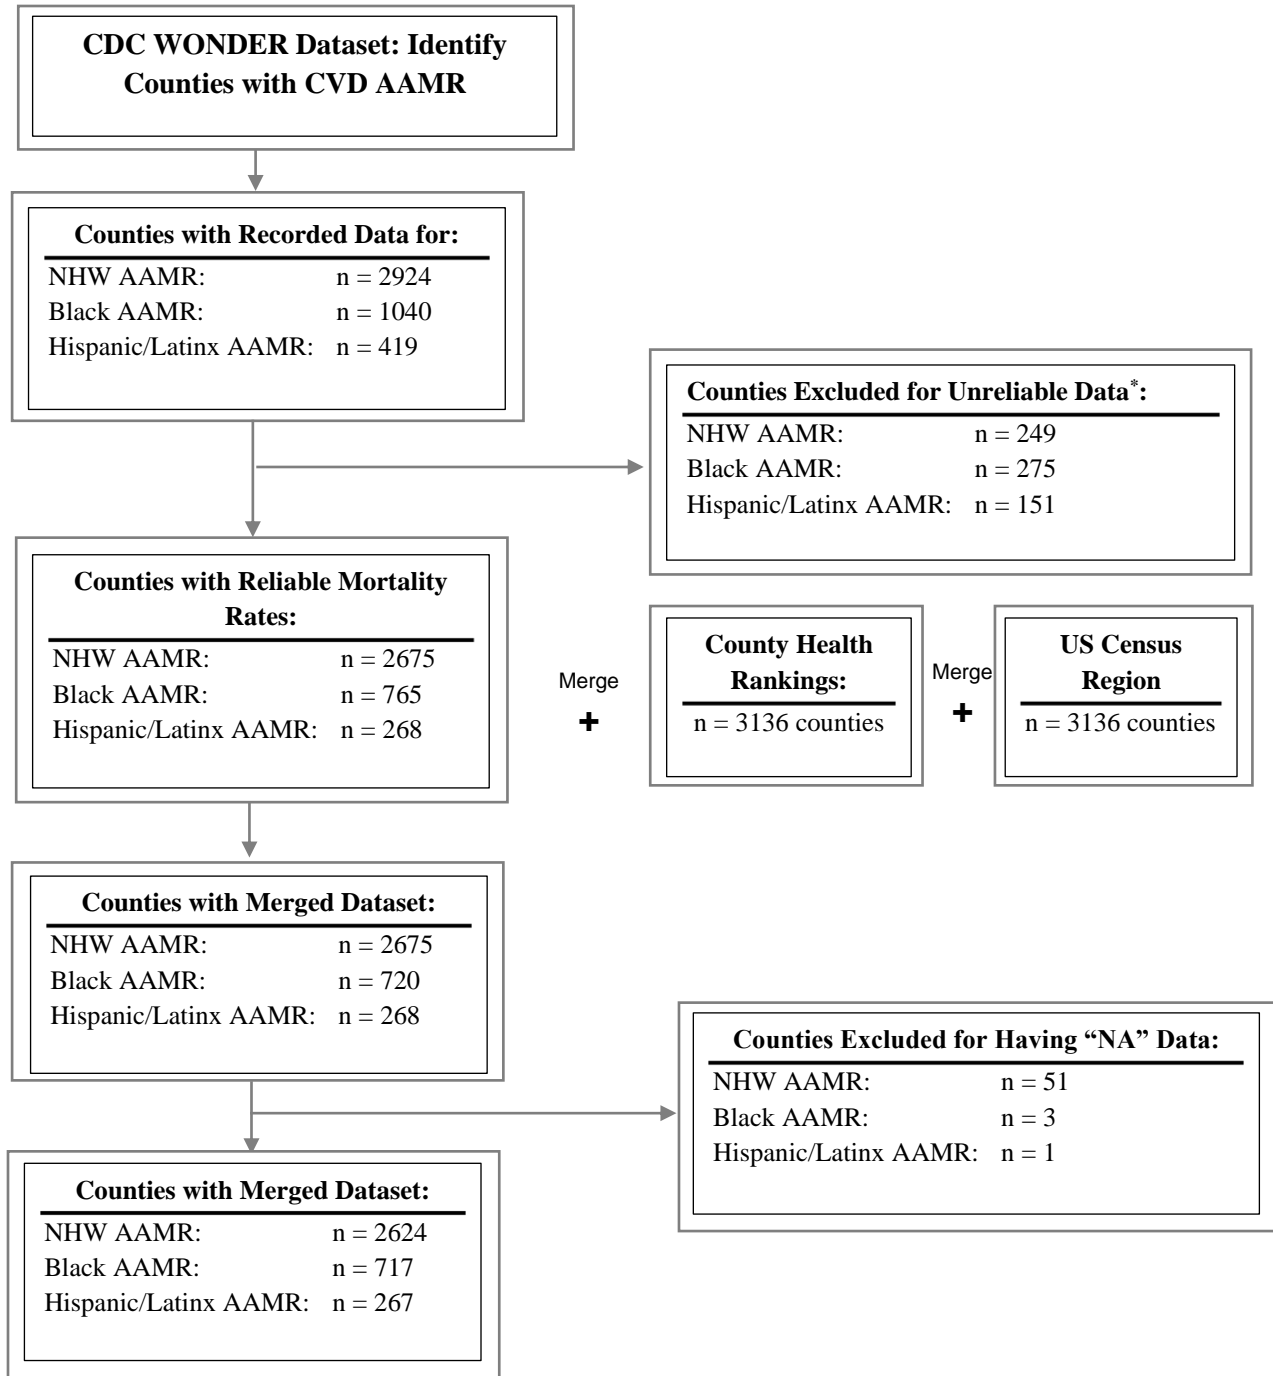 CDC WONDER Dataset: Identify
Counties with CVD AAMR
Counties with Recorded Data for:
NHW AAMR: n = 2924
Black AAMR: n = 1040
Hispanic/Latinx AAMR: n = 419
Counties Excluded for Unreliable Data*:
NHW AAMR: n = 249
Black AAMR: n = 275
Hispanic/Latinx AAMR: n = 151
Counties with Reliable Mortality
Rates:
NHW AAMR: n = 2675
Black AAMR: n = 765
Hispanic/Latinx AAMR: n = 268
Merge
+
County Health
Rankings:
n = 3136 counties
Merge
+
US Census
Region
n = 3136 counties
Counties with Merged Dataset:
NHW AAMR: n = 2675
Black AAMR: n = 720
Hispanic/Latinx AAMR: n = 268
Counties Excluded for Having “NA” Data:
NHW AAMR: n = 51
Black AAMR: n = 3
Hispanic/Latinx AAMR: n = 1
Counties with Merged Dataset:
NHW AAMR: n = 2624
Black AAMR: n = 717
Hispanic/Latinx AAMR: n = 267